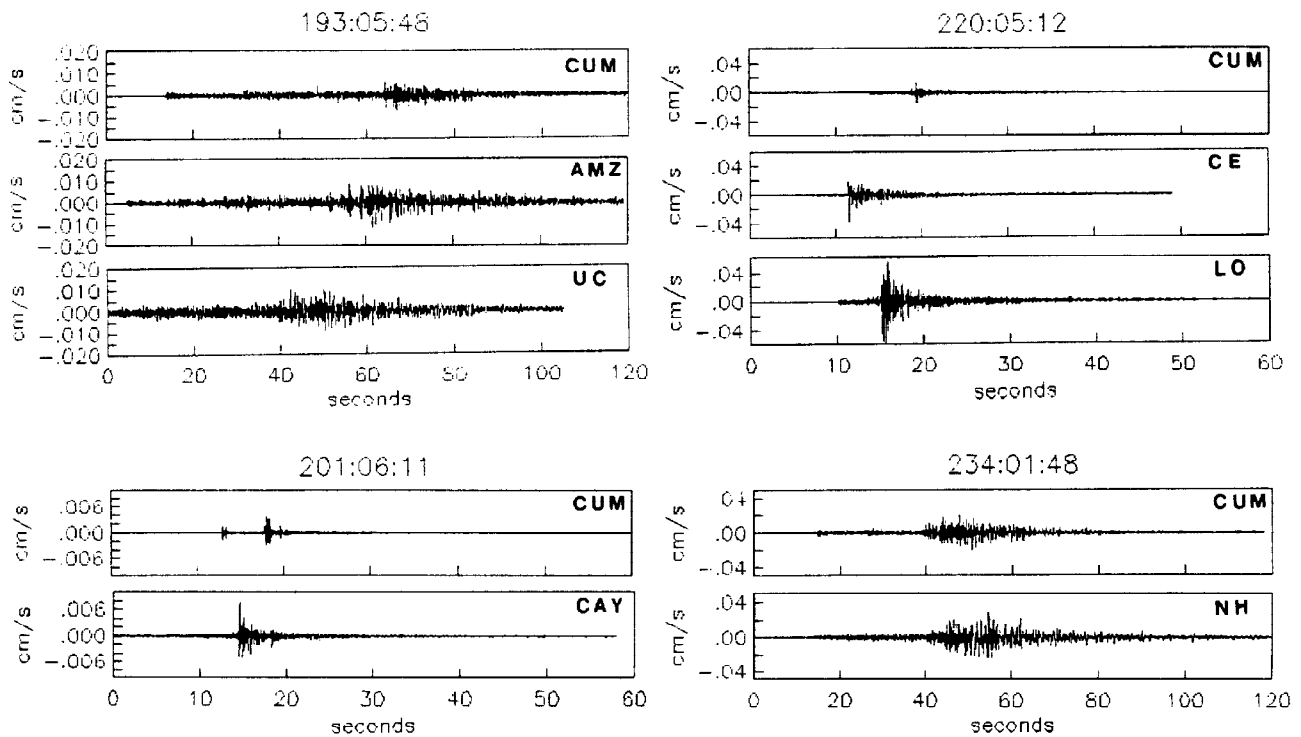 193:05:48
.020
.010
.000
-.010
-.020
cm/s
CUM
.020
.010
.000
-.010
-.020
cm/s
AMZ
.020
.010
.000
-.010
-.020
cm/s
UC
0 20 40 60 80 100 120
seconds
220:05:12
.04
.00
-.04
cm/s
CUM
.04
.00
-.04
cm/s
CE
.04
.00
-.04
cm/s
LO
0 10 20 30 40 50 60
seconds
201:06:11
.006
.000
-.006
cm/s
CUM
.006
.000
-.006
cm/s
CAY
0 10 20 30 40 50 60
seconds
234:01:48
.04
.00
-.04
cm/s
CUM
.04
.00
-.04
cm/s
NH
0 20 40 60 80 100 120
seconds